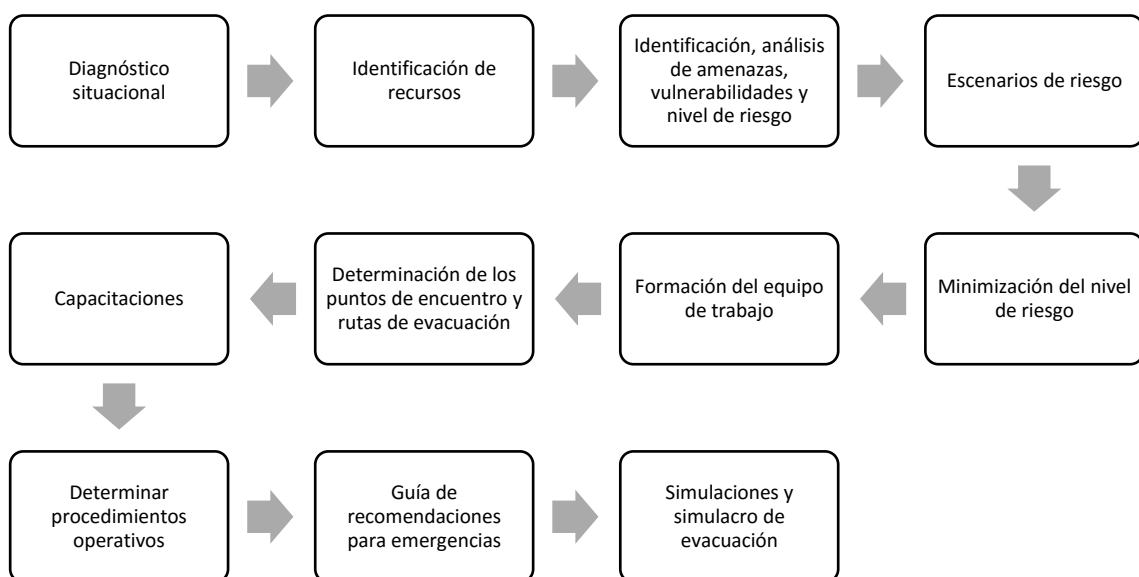 Diagnóstico
situacional
Identificación de
recursos
Identificación, análisis
de amenazas,
vulnerabilidades y
nivel de riesgo
Escenarios de riesgo
Minimización del nivel
de riesgo
Formación del equipo
de trabajo
Determinación de los
puntos de encuentro y
rutas de evacuación
Capacitaciones
Determinar
procedimientos
operativos
Guía de
recomendaciones
para emergencias
Simulaciones y
simulacro de
evacuación